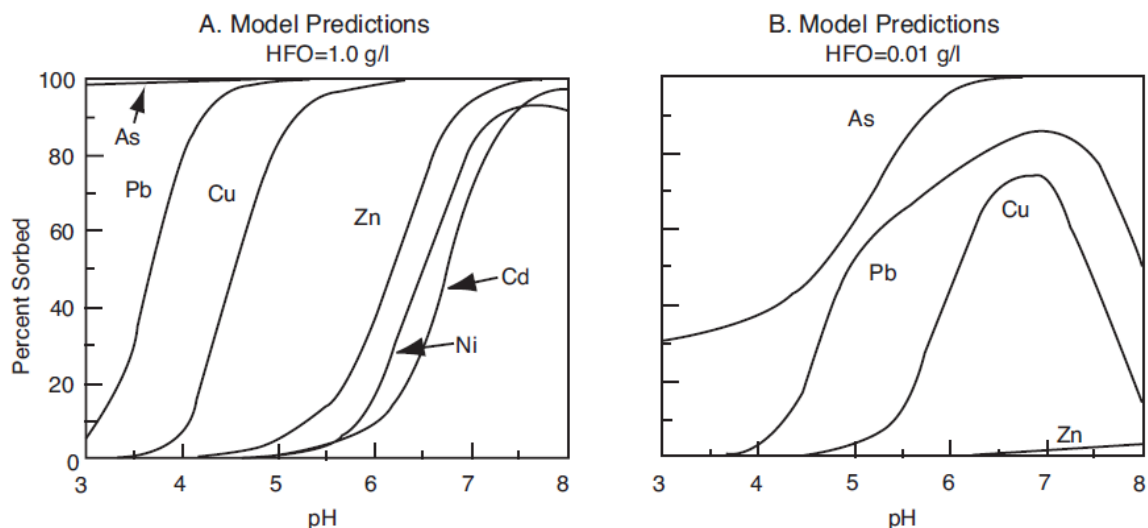 A. Model Predictions
HFO=1.0 g/l
100
80
60
40
20
0
Percent Sorbed
As
Pb
Cu
Zn
Cd
Ni
3 4 5 6 7 8
pH
B. Model Predictions
HFO=0.01 g/l
As
Cu
Pb
Zn
3 4 5 6 7 8
pH